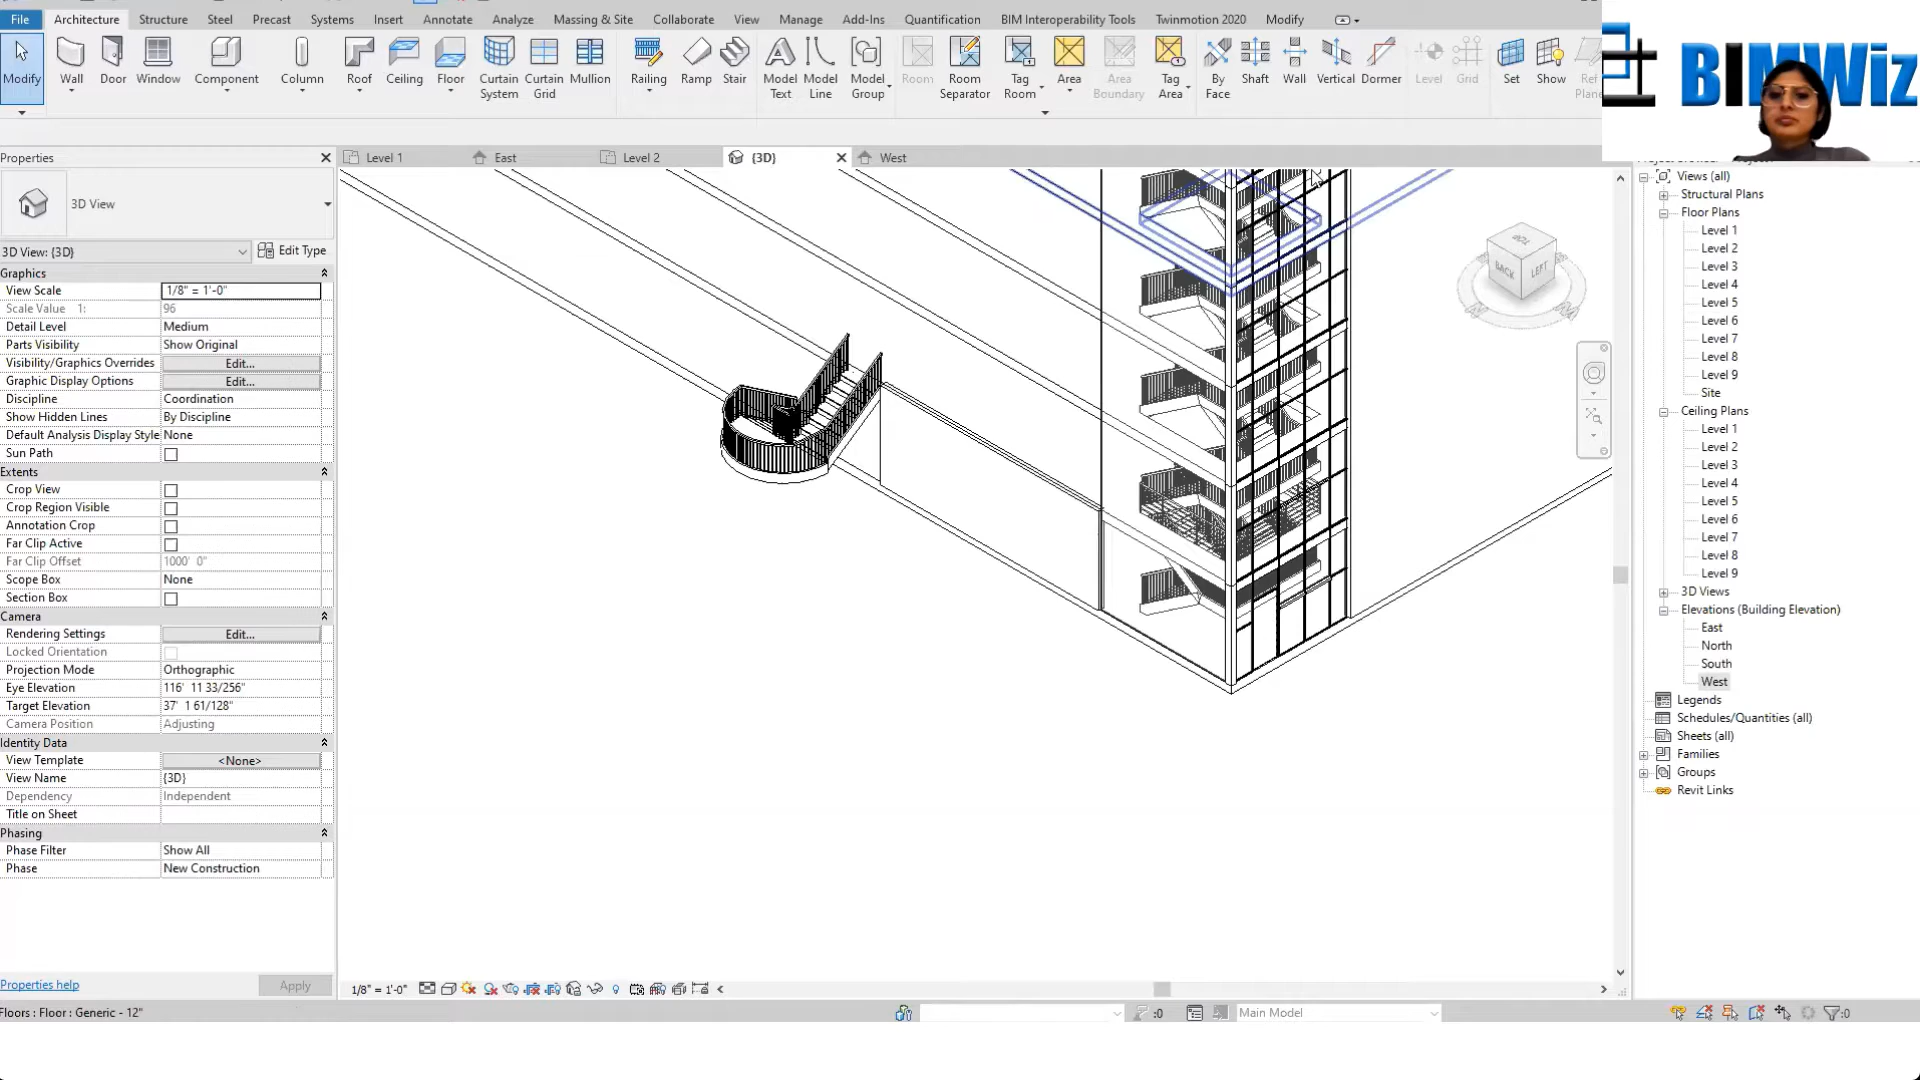 File Architecture Structure Steel Precast Systems Insert Annotate Analyze Massing & Site Collaborate View Manage Add-Ins Quantification BIM Interoperability Tools Twinmotion 2020 Modify
Modify Wall Door Window Component Column Roof Ceiling Floor Curtain System Curtain Grid Mullion Railing Ramp Stair Model Text Model Line Model Group Room Room Separator Tag Room Area Area Boundary Tag Area By Face Shaft Wall Vertical Dormer Level Grid Set Show Ref Plane
BIMWiz
Properties
Level 1 East Level 2 {3D} West
3D View
3D View: {3D} Edit Type
Graphics
View Scale 1/8" = 1'-0"
Scale Value 1: 96
Detail Level Medium
Parts Visibility Show Original
Visibility/Graphics Overrides Edit...
Graphic Display Options Edit...
Discipline Coordination
Show Hidden Lines By Discipline
Default Analysis Display Style None
Sun Path
Extents
Crop View
Crop Region Visible
Annotation Crop
Far Clip Active
Far Clip Offset 1000' 0"
Scope Box None
Section Box
Camera
Rendering Settings Edit...
Locked Orientation
Projection Mode Orthographic
Eye Elevation 116' 11 33/256"
Target Elevation 37' 1 61/128"
Camera Position Adjusting
Identity Data
View Template <None>
View Name {3D}
Dependency Independent
Title on Sheet
Phasing
Phase Filter Show All
Phase New Construction
Properties help Apply
TOP
BACK LEFT
Views (all)
Structural Plans
Floor Plans
Level 1
Level 2
Level 3
Level 4
Level 5
Level 6
Level 7
Level 8
Level 9
Site
Ceiling Plans
Level 1
Level 2
Level 3
Level 4
Level 5
Level 6
Level 7
Level 8
Level 9
3D Views
Elevations (Building Elevation)
East
North
South
West
Legends
Schedules/Quantities (all)
Sheets (all)
Families
Groups
Revit Links
1/8" = 1'-0"
Floors : Floor : Generic - 12" :0 Main Model :0